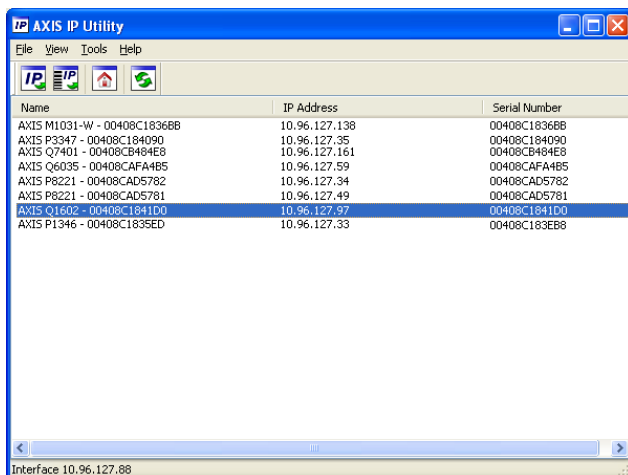 IP AXIS IP Utility
File View Tools Help
IP IP
Name IP Address Serial Number
AXIS M1031-W - 00408C1836BB 10.96.127.138 00408C1836BB
AXIS P3347 - 00408C184090 10.96.127.35 00408C184090
AXIS Q7401 - 00408CB484E8 10.96.127.161 00408CB484E8
AXIS Q6035 - 00408CAFA4B5 10.96.127.59 00408CAFA4B5
AXIS P8221 - 00408CAD5782 10.96.127.34 00408CAD5782
AXIS P8221 - 00408CAD5781 10.96.127.49 00408CAD5781
AXIS Q1602 - 00408C1841D0 10.96.127.97 00408C1841D0
AXIS P1346 - 00408C1835ED 10.96.127.33 00408C183EB8
Interface 10.96.127.88